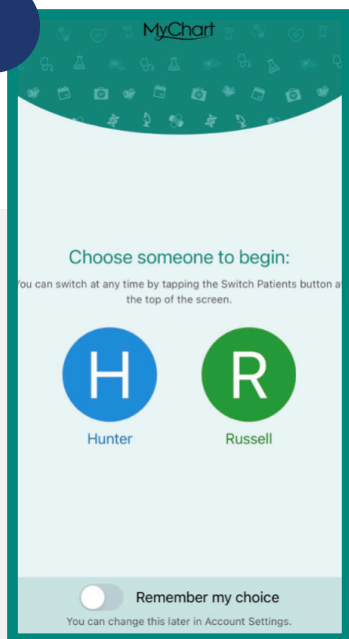 MyChart
Choose someone to begin:
You can switch at any time by tapping the Switch Patients button at
the top of the screen.
H
R
Hunter
Russell
Remember my choice
You can change this later in Account Settings.